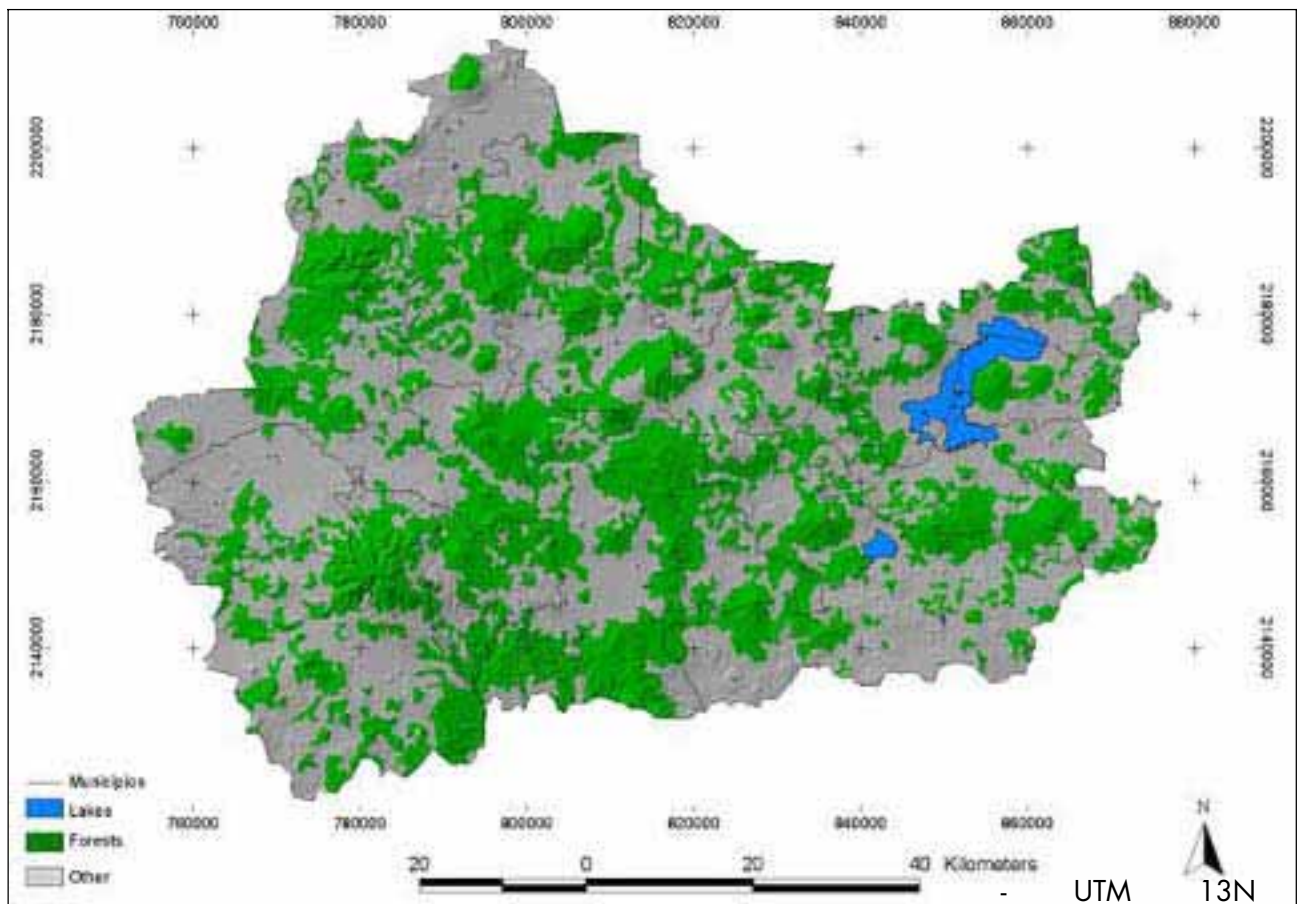 760000 780000 800000 820000 840000 860000 880000
2200000 2200000
2180000 2180000
2160000 2160000
2140000 2140000
Municipios
Lakes
Forests
Other
760000 780000 800000 820000 840000 860000
N
20 0 20 40 Kilometers
- UTM 13N